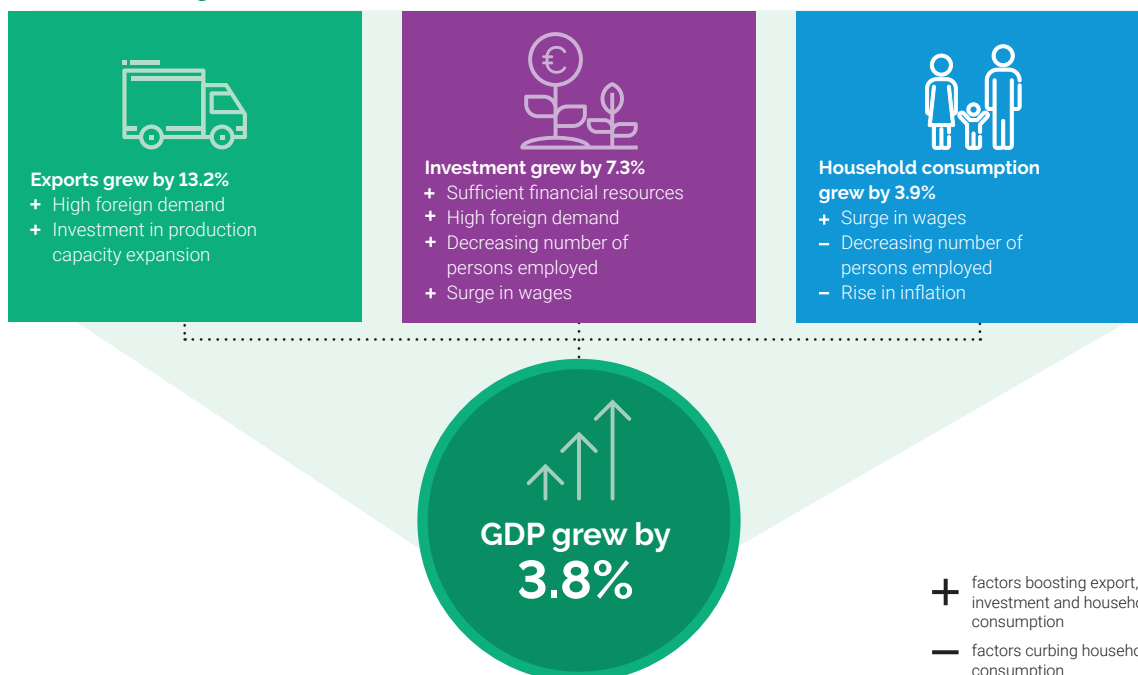 Exports grew by 13.2%
+ High foreign demand
+ Investment in production
capacity expansion
Investment grew by 7.3%
+ Sufficient financial resources
+ High foreign demand
+ Decreasing number of
persons employed
+ Surge in wages
Household consumption
grew by 3.9%
+ Surge in wages
– Decreasing number of
persons employed
– Rise in inflation
GDP grew by
3.8%
+ factors boosting export,
investment and househo
consumption
– factors curbing househo
consumption